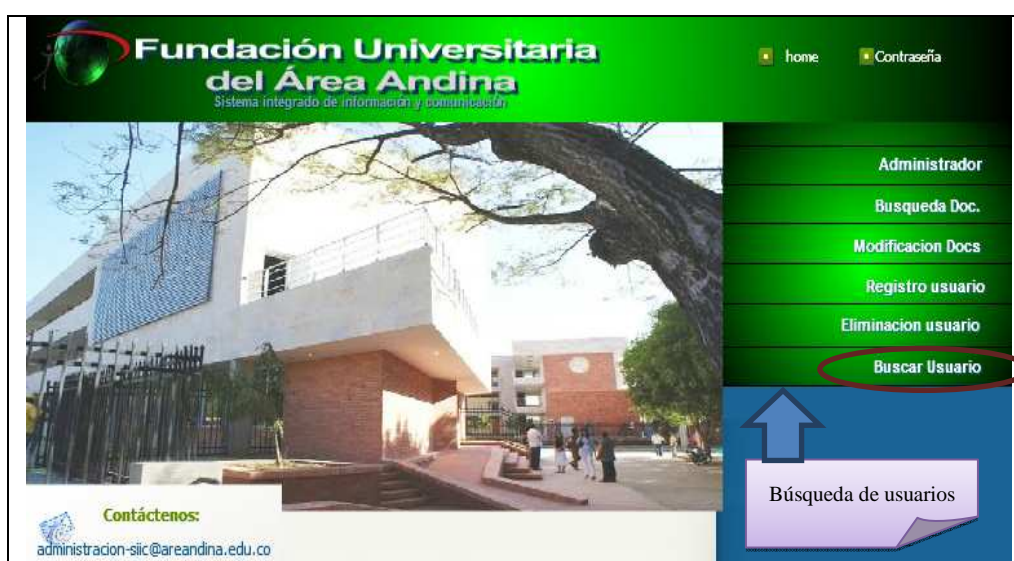 Fundación Universitaria
del Área Andina
Sistema integrado de información y comunicación
home
Contraseña
Administrador
Busqueda Doc.
Modificacion Docs
Registro usuario
Eliminacion usuario
Buscar Usuario
Búsqueda de usuarios
Contáctenos:
administracion-siic@areandina.edu.co